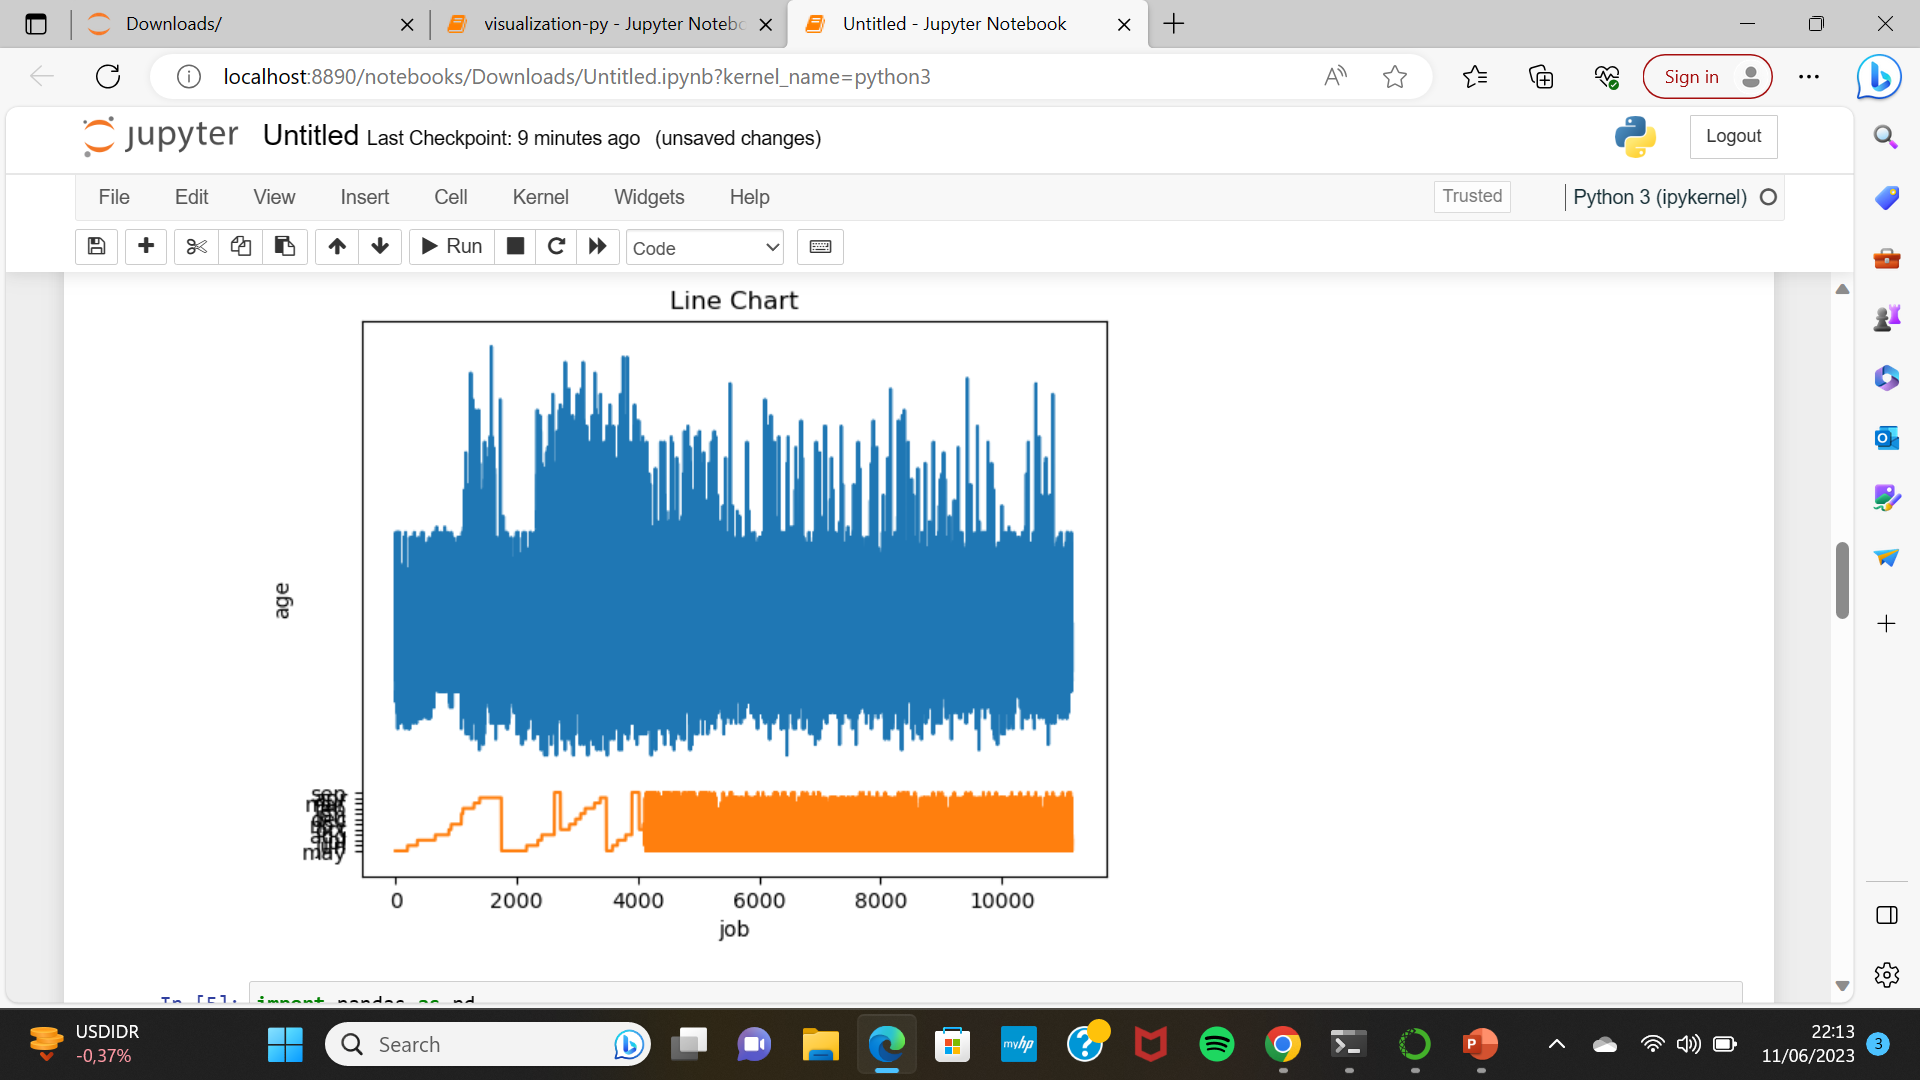 Downloads/
visualization-py - Jupyter Notebo
Untitled - Jupyter Notebook
localhost:8890/notebooks/Downloads/Untitled.ipynb?kernel_name=python3
Sign in
jupyter Untitled Last Checkpoint: 9 minutes ago (unsaved changes)
Logout
File Edit View Insert Cell Kernel Widgets Help
Trusted
Python 3 (ipykernel)
Run
Code
Line Chart
age
sep
may
0 2000 4000 6000 8000 10000
job
In [5]: import pandas as pd
USDIDR
-0,37%
Search
myhp
22:13
11/06/2023
3